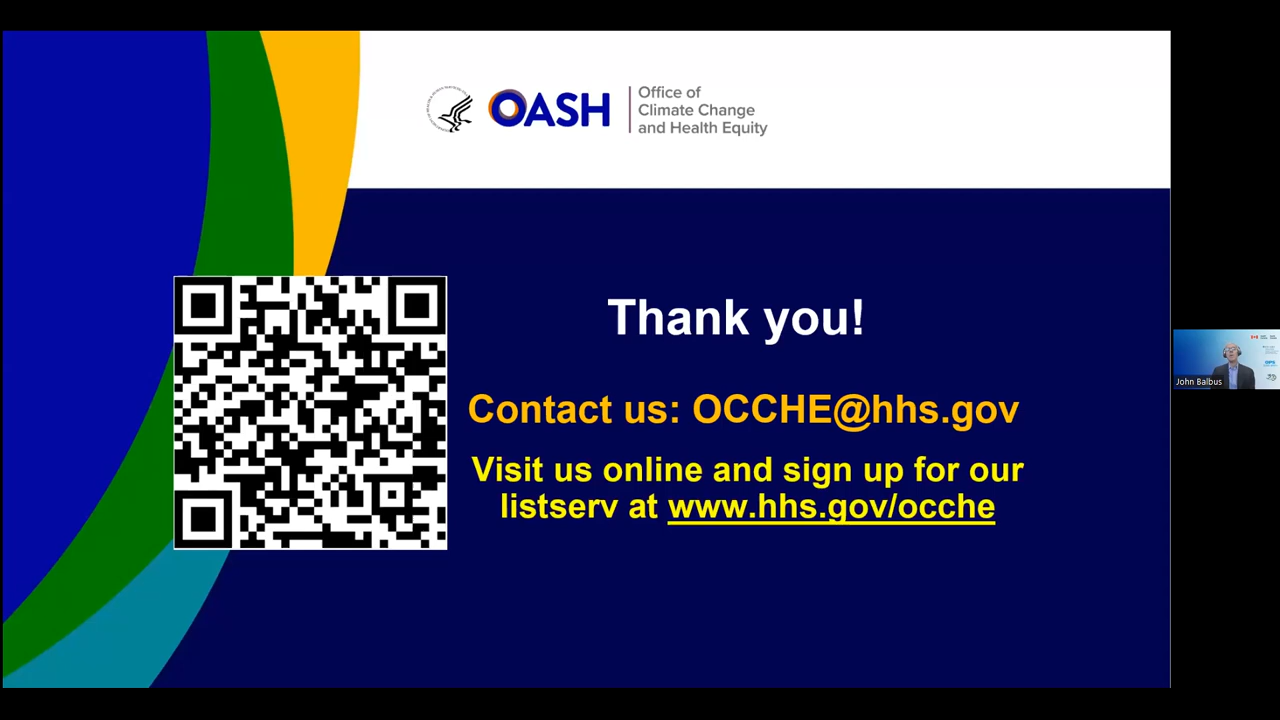 OASH
Office of
Climate Change
and Health Equity
Thank you!
Contact us: OCCHE@hhs.gov
Visit us online and sign up for our
listserv at www.hhs.gov/ocche
John Balbus